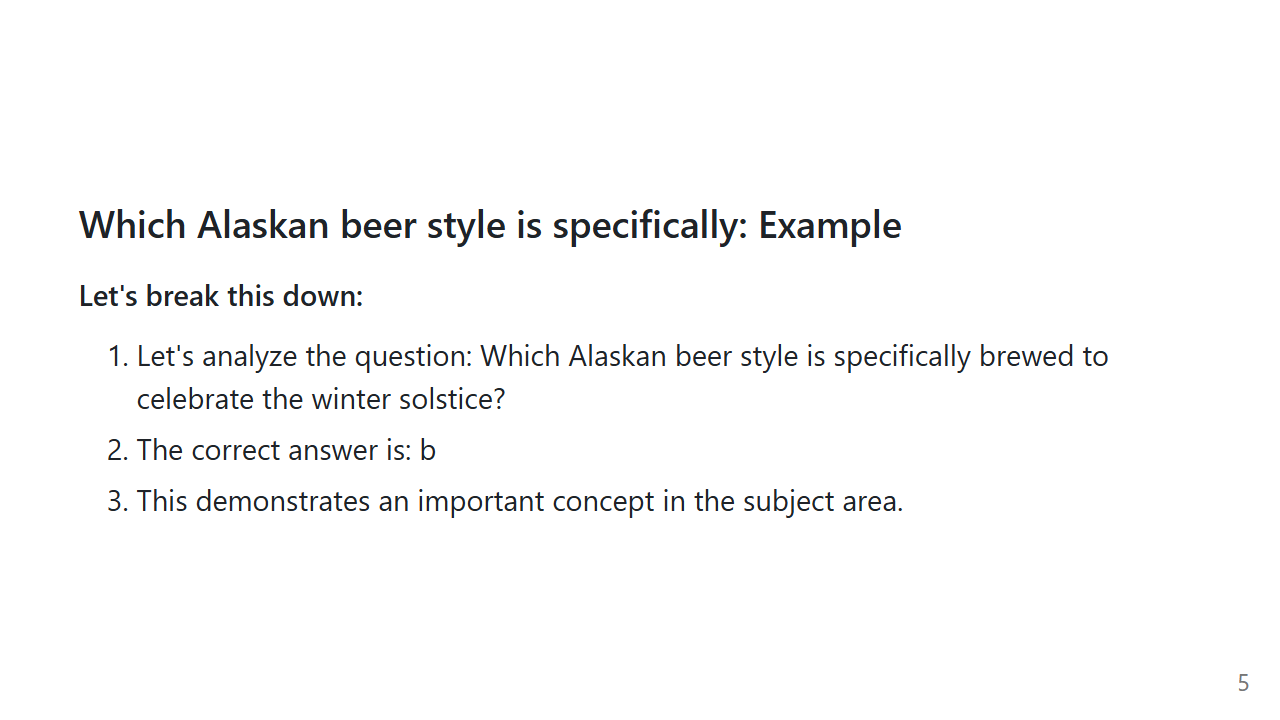 Which Alaskan beer style is specifically: Example
Let's break this down:
1. Let's analyze the question: Which Alaskan beer style is specifically brewed to
celebrate the winter solstice?
2. The correct answer is: b
3. This demonstrates an important concept in the subject area.
5